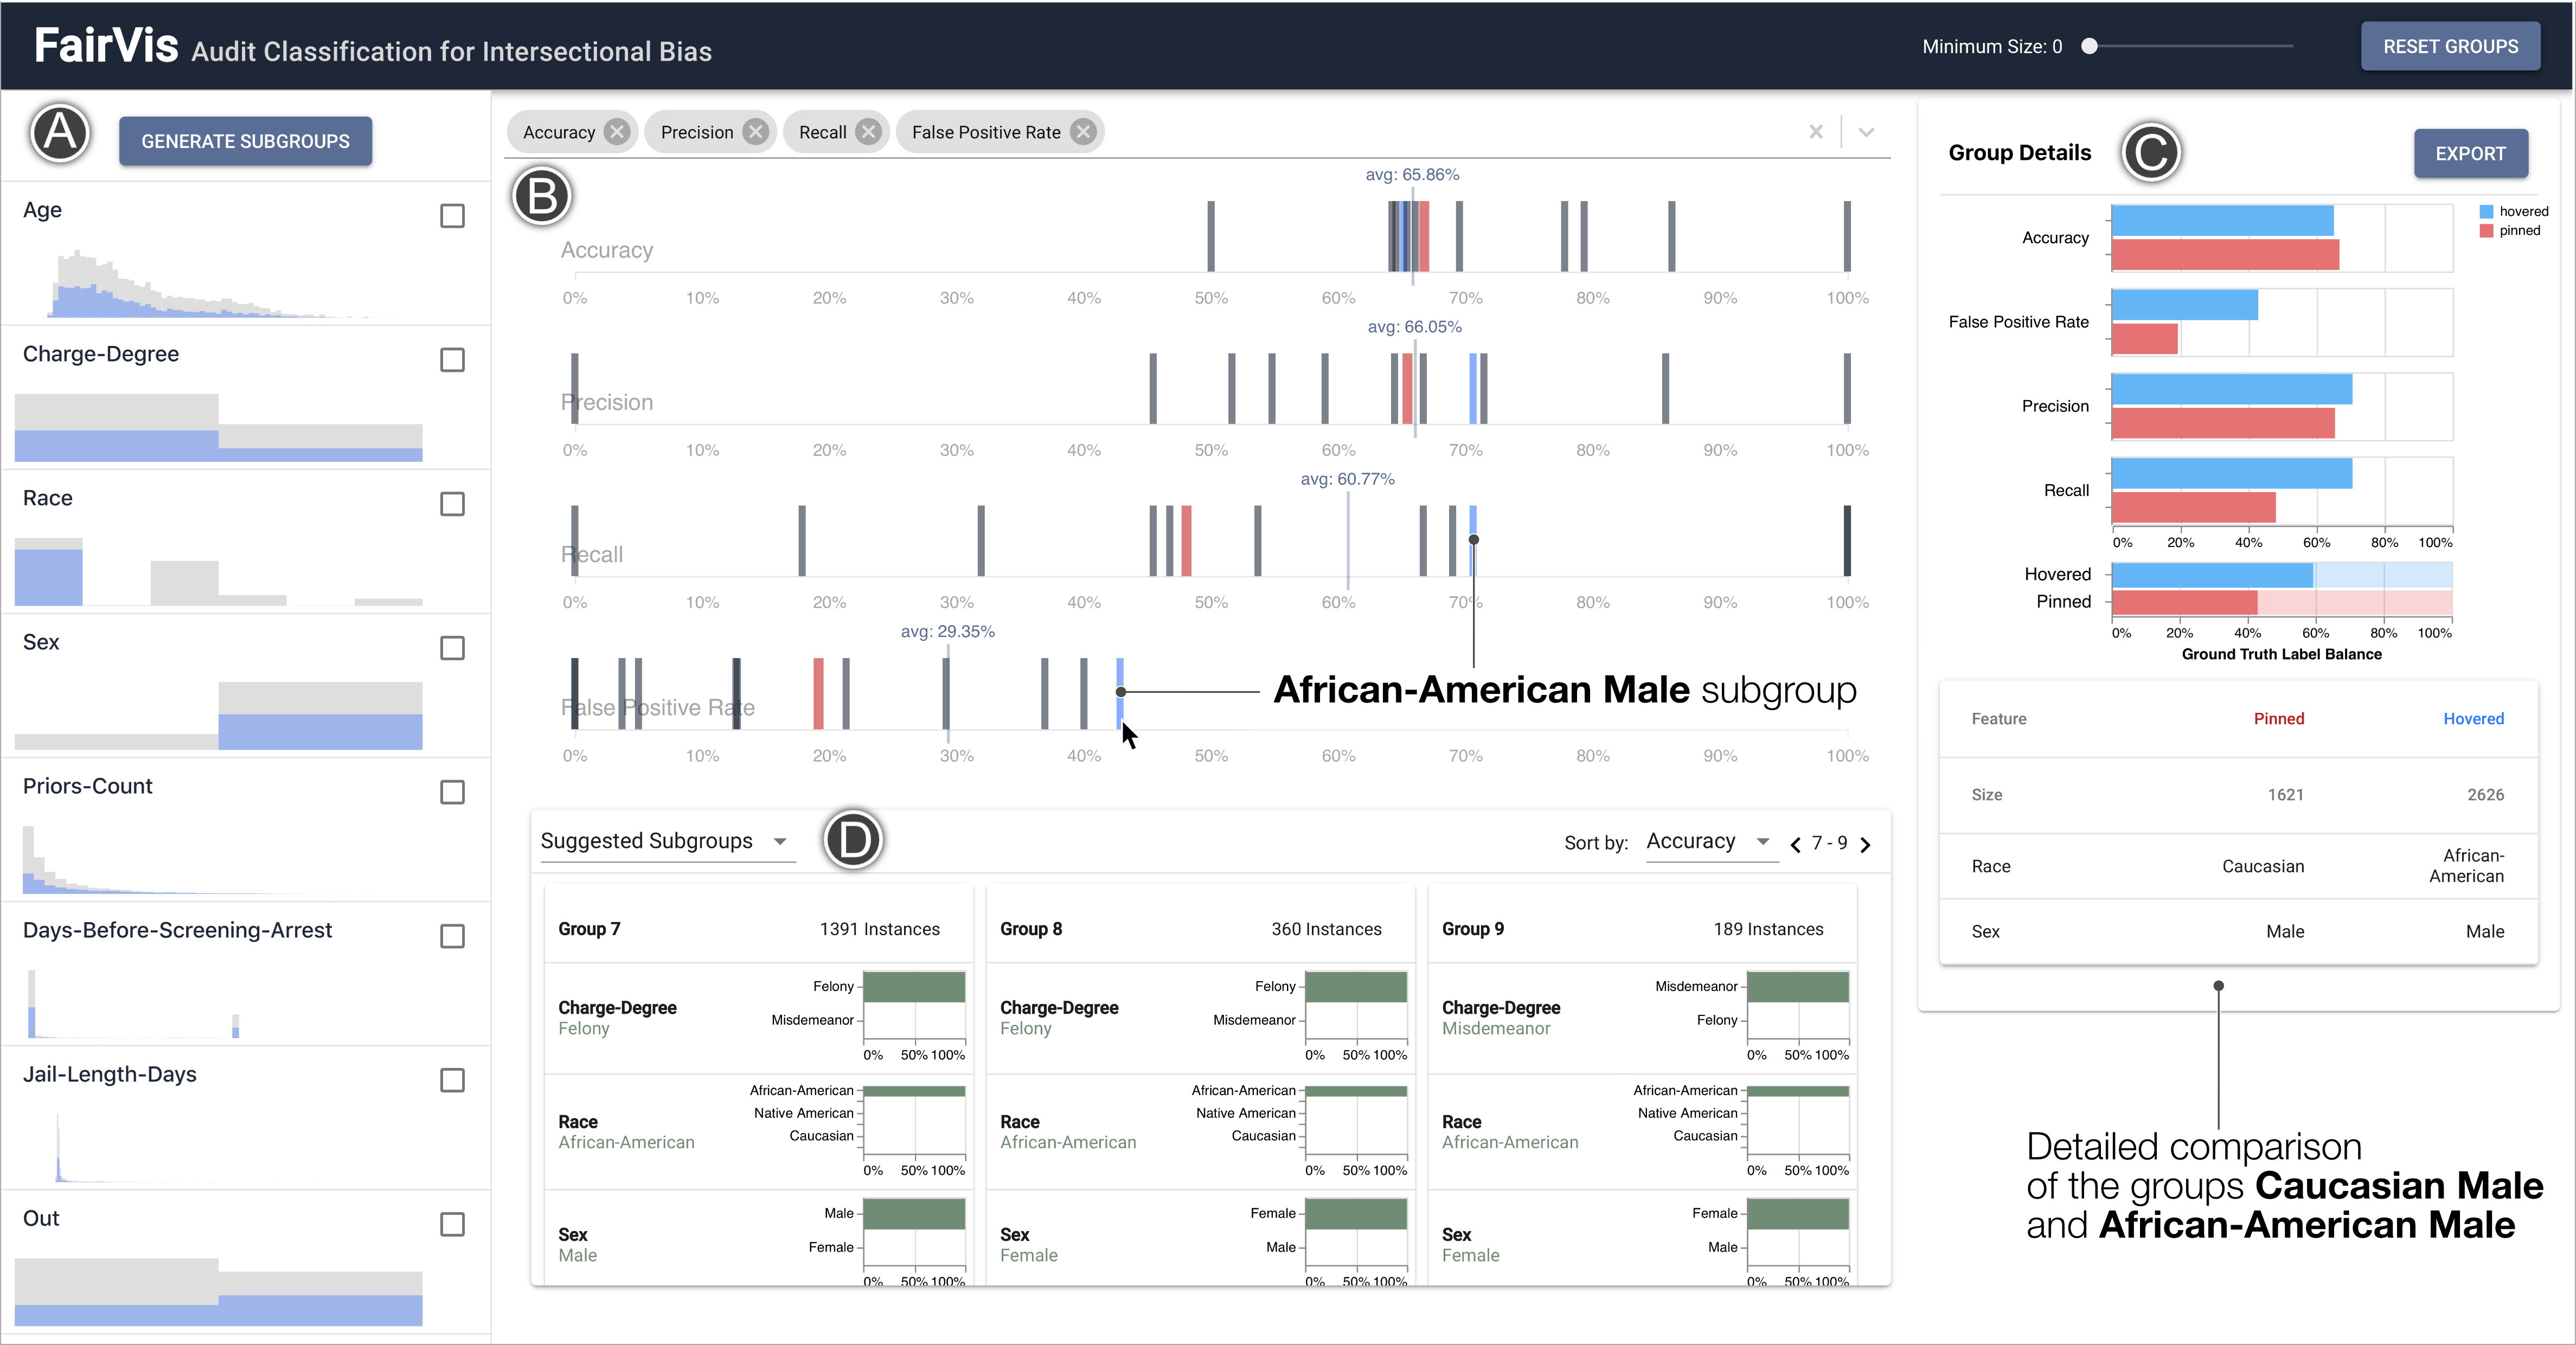 FairVis Audit Classification for Intersectional Bias
Minimum Size: 0
RESET GROUPS
A
GENERATE SUBGROUPS
Age
Charge-Degree
Race
Sex
Priors-Count
Days-Before-Screening-Arrest
Jail-Length-Days
Out
Accuracy
Precision
Recall
False Positive Rate
B
avg: 65.86%
Accuracy
0% 10% 20% 30% 40% 50% 60% 70% 80% 90% 100%
avg: 66.05%
Precision
0% 10% 20% 30% 40% 50% 60% 70% 80% 90% 100%
avg: 60.77%
Recall
0% 10% 20% 30% 40% 50% 60% 70% 80% 90% 100%
avg: 29.35%
False Positive Rate
African-American Male subgroup
0% 10% 20% 30% 40% 50% 60% 70% 80% 90% 100%
Suggested Subgroups
D
Sort by: Accuracy
7 - 9
Group 7 1391 Instances
Charge-Degree
Felony
Felony
Misdemeanor
0% 50% 100%
Race
African-American
African-American
Native American
Caucasian
0% 50% 100%
Sex
Male
Male
Female
0% 50% 100%
Group 8 360 Instances
Charge-Degree
Felony
Felony
Misdemeanor
0% 50% 100%
Race
African-American
African-American
Native American
Caucasian
0% 50% 100%
Sex
Female
Female
Male
0% 50% 100%
Group 9 189 Instances
Charge-Degree
Misdemeanor
Misdemeanor
Felony
0% 50% 100%
Race
African-American
African-American
Native American
Caucasian
0% 50% 100%
Sex
Female
Female
Male
0% 50% 100%
Group Details
C
EXPORT
hovered
pinned
Accuracy
False Positive Rate
Precision
Recall
0% 20% 40% 60% 80% 100%
Hovered
Pinned
0% 20% 40% 60% 80% 100%
Ground Truth Label Balance
Feature Pinned Hovered
Size 1621 2626
Race Caucasian African-
American
Sex Male Male
Detailed comparison
of the groups Caucasian Male
and African-American Male